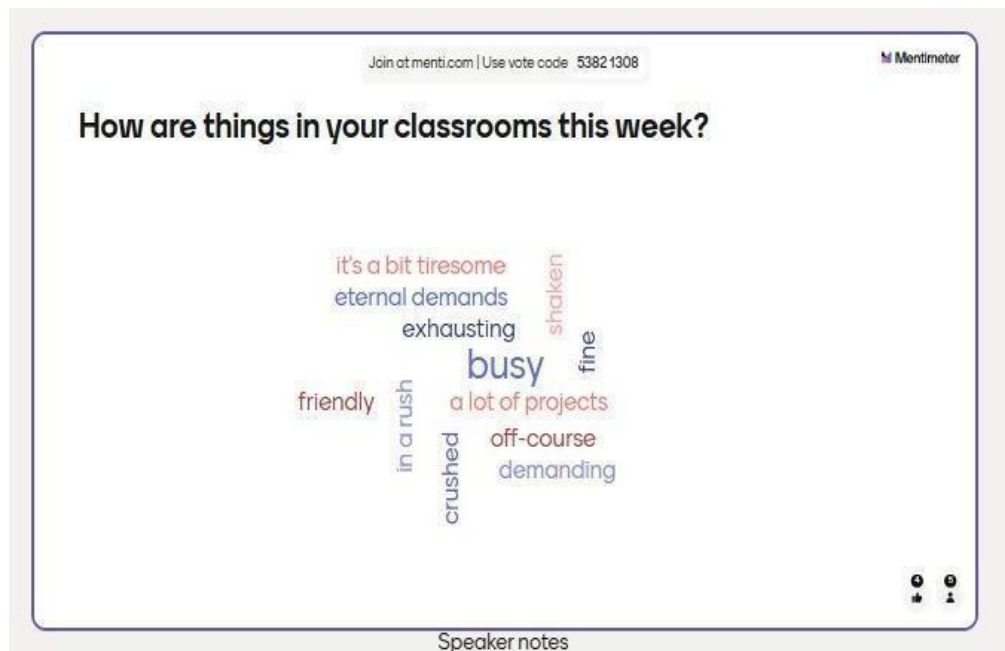 Join at menti.com | Use vote code 5382 1308
Mentimeter
How are things in your classrooms this week?
it's a bit tiresome
shaken
eternal demands
exhausting
fine
busy
friendly
in a rush
a lot of projects
crushed
off-course
demanding
4 5
Speaker notes